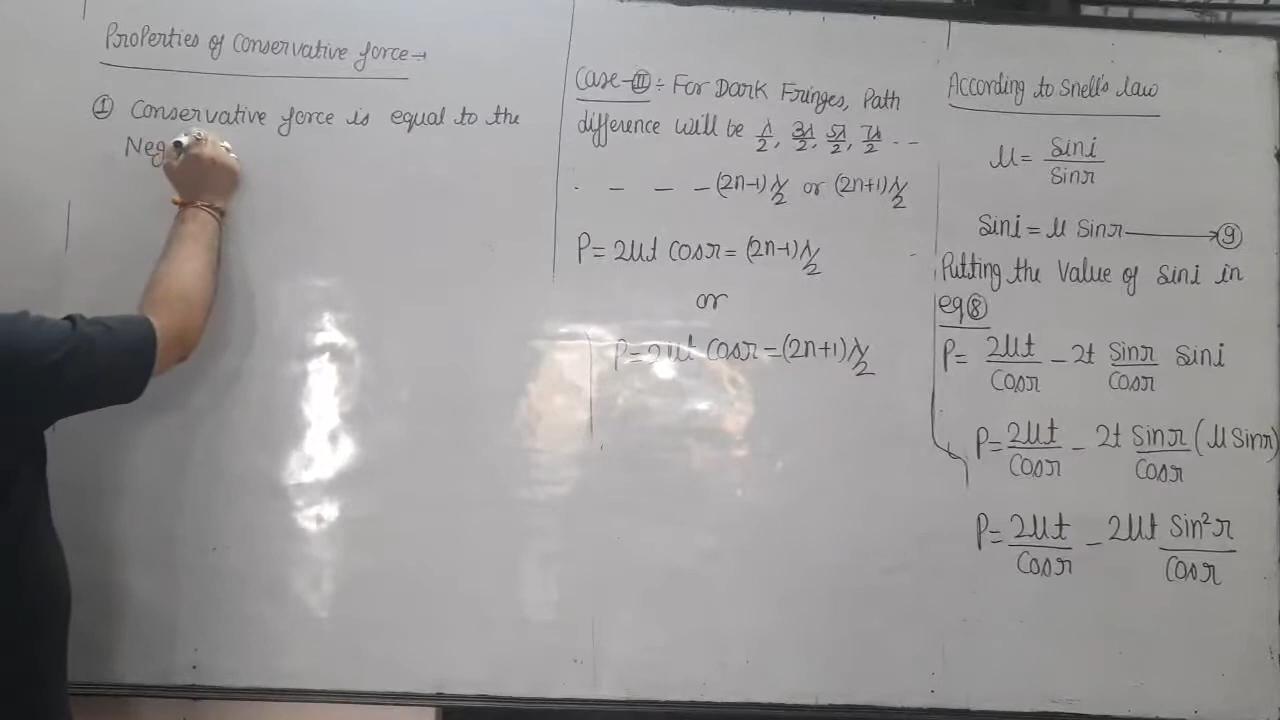 Properties of Conservative force→
① Conservative force is equal to the
Neg
Case-Ⅲ÷ For Dark Fringes, Path
difference will be λ/2, 3λ/2, 5λ/2, 7λ/2 - -
- - - - (2n-1)λ/2 or (2n+1)λ/2
P = 2μt cosr = (2n-1)λ/2
or
P = 2μt cosr = (2n+1)λ/2
According to Snell's law
μ = sini/sinr
sini = μ sinr → ⑨
Putting the value of sini in
eq⑧
P = 2μt/cosr - 2t sinr/cosr sini
P = 2μt/cosr - 2t sinr/cosr (μ sinr)
P = 2μt/cosr - 2μt sin²r/cosr